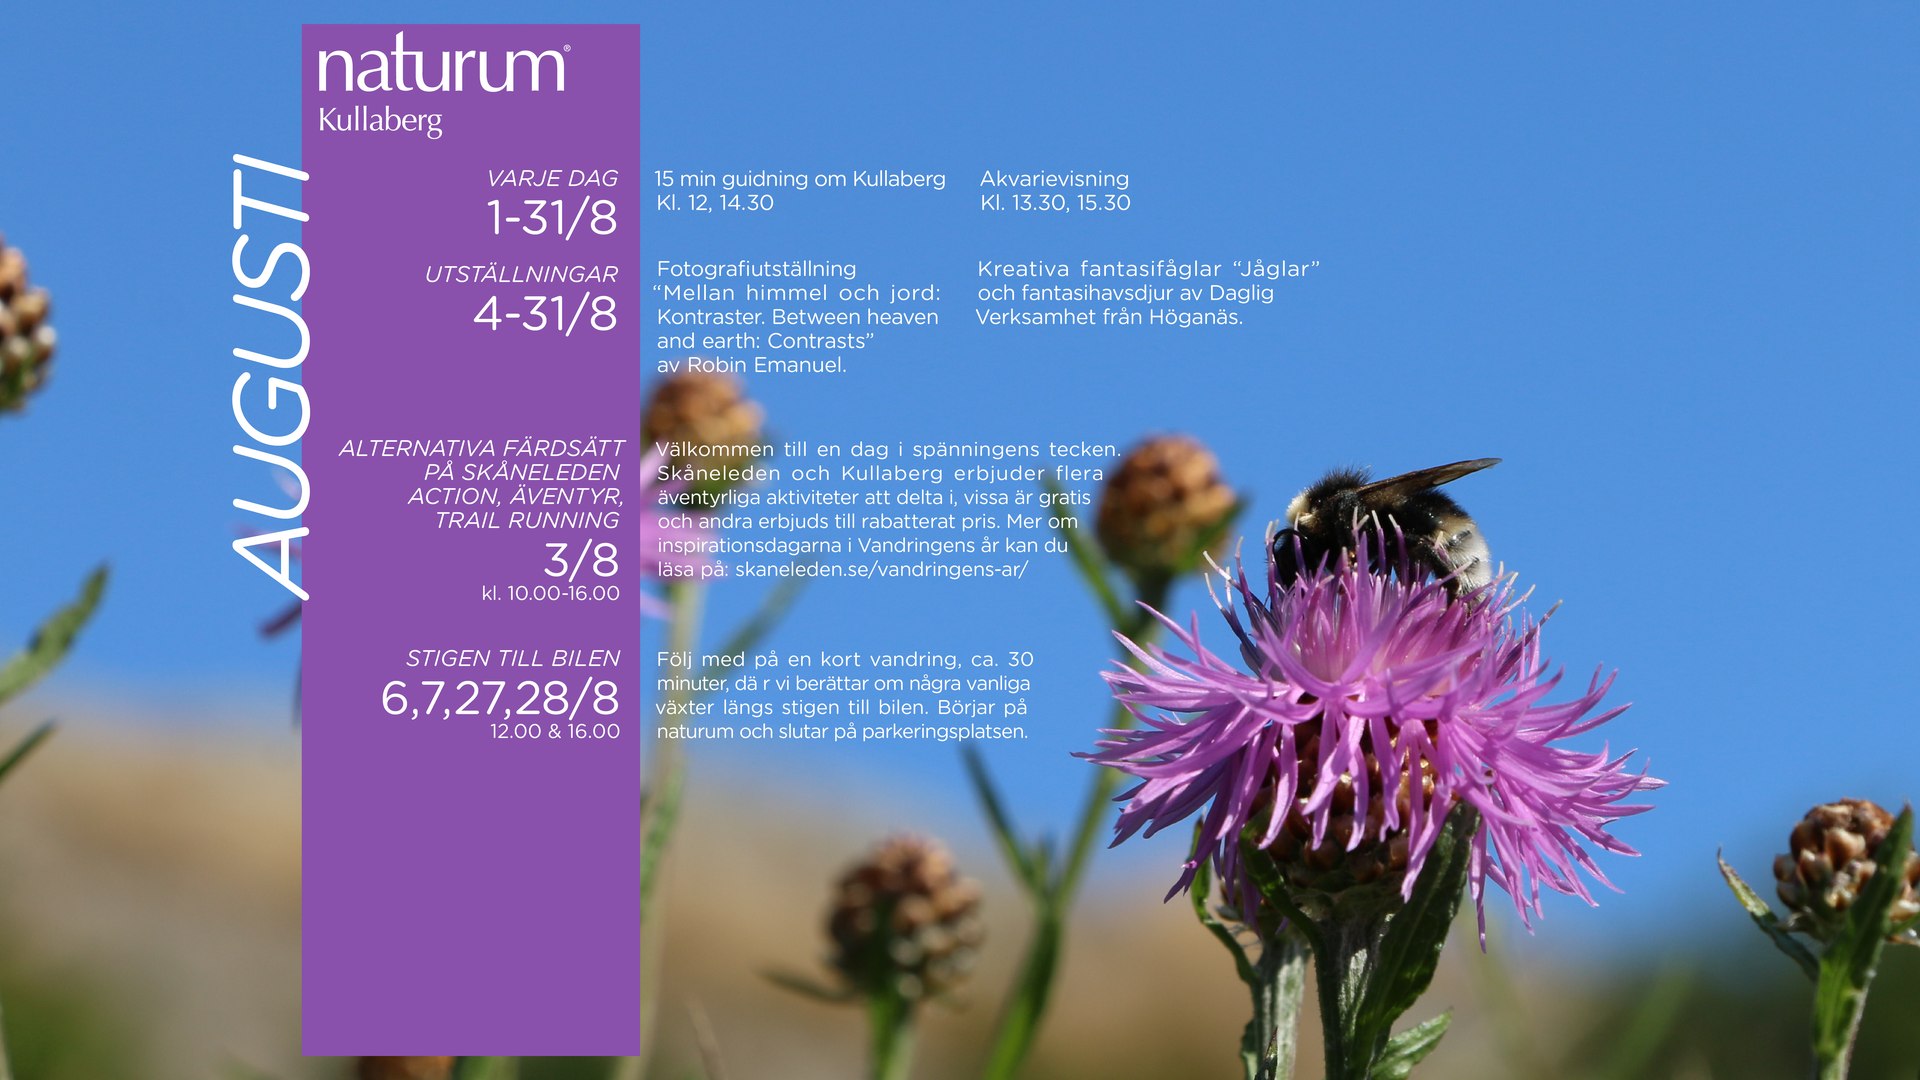 naturum®
Kullaberg
AUGUSTI
VARJE DAG
1-31/8
15 min guidning om Kullaberg
Kl. 12, 14.30
Akvarievisning
Kl. 13.30, 15.30
UTSTÄLLNINGAR
4-31/8
Fotografiutställning
“Mellan himmel och jord:
Kontraster. Between heaven
and earth: Contrasts”
av Robin Emanuel.
Kreativa fantasifåglar “Jåglar”
och fantasihavsdjur av Daglig
Verksamhet från Höganäs.
ALTERNATIVA FÄRDSÄTT
PÅ SKÅNELEDEN
ACTION, ÄVENTYR,
TRAIL RUNNING
3/8
kl. 10.00-16.00
Välkommen till en dag i spänningens tecken.
Skåneleden och Kullaberg erbjuder flera
äventyrliga aktiviteter att delta i, vissa är gratis
och andra erbjuds till rabatterat pris. Mer om
inspirationsdagarna i Vandringens år kan du
läsa på: skaneleden.se/vandringens-ar/
STIGEN TILL BILEN
6,7,27,28/8
12.00 & 16.00
Följ med på en kort vandring, ca. 30
minuter, dä r vi berättar om några vanliga
växter längs stigen till bilen. Börjar på
naturum och slutar på parkeringsplatsen.